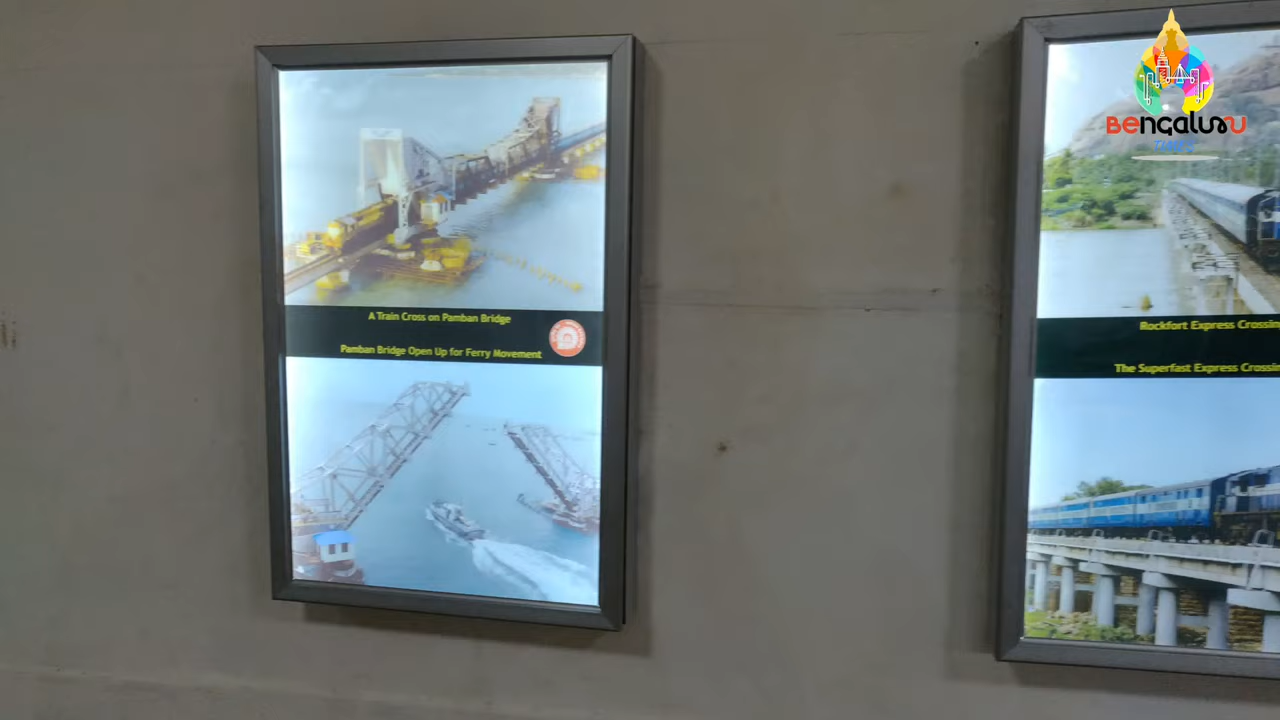 A Train Cross on Pamban Bridge
Pamban Bridge Open Up for Ferry Movement
Rockfort Express Crossin
The Superfast Express Crossin
BENGALURU
TIMES